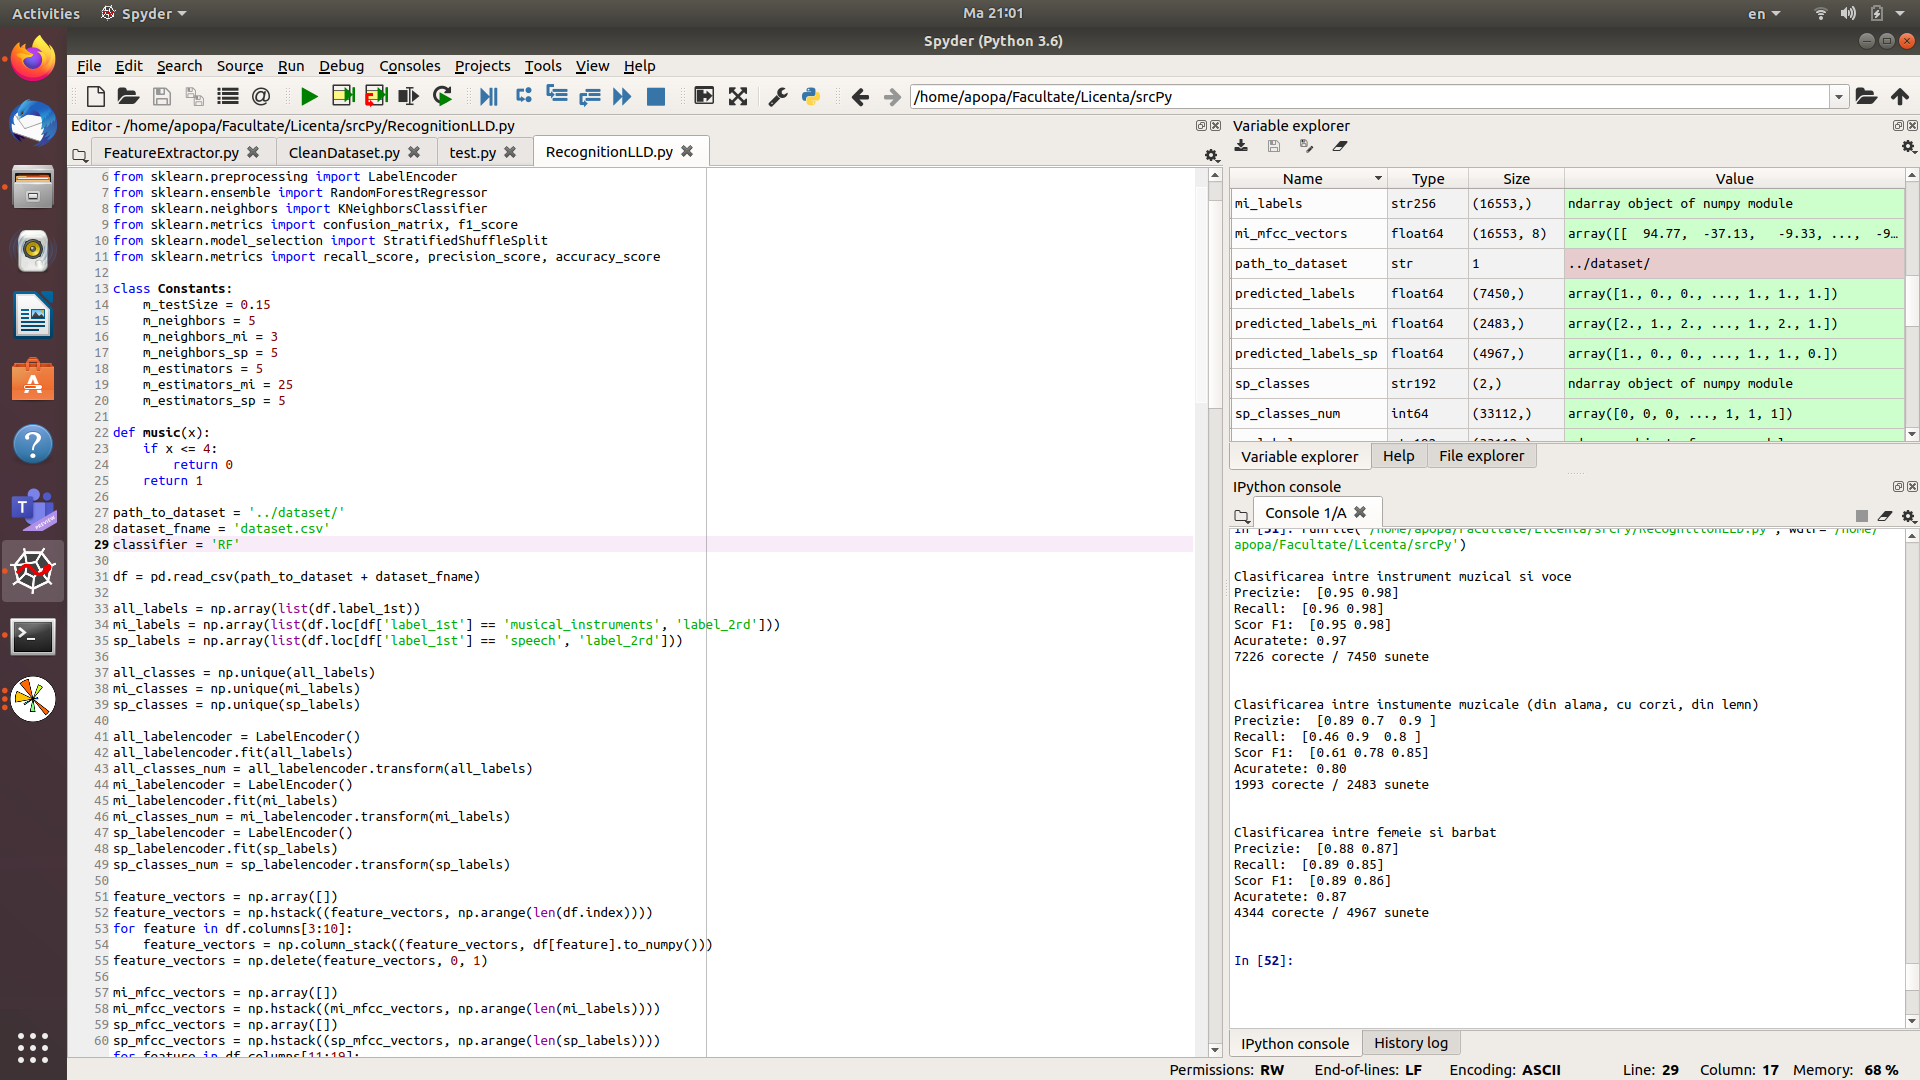 Activities
Spyder
Ma 21:01
en
Spyder (Python 3.6)
File Edit Search Source Run Debug Consoles Projects Tools View Help
/home/apopa/Facultate/Licenta/srcPy
Editor - /home/apopa/Facultate/Licenta/srcPy/RecognitionLLD.py
FeatureExtractor.py CleanDataset.py test.py RecognitionLLD.py
6 from sklearn.preprocessing import LabelEncoder
7 from sklearn.ensemble import RandomForestRegressor
8 from sklearn.neighbors import KNeighborsClassifier
9 from sklearn.metrics import confusion_matrix, f1_score
10 from sklearn.model_selection import StratifiedShuffleSplit
11 from sklearn.metrics import recall_score, precision_score, accuracy_score
12
13 class Constants:
14     m_testSize = 0.15
15     m_neighbors = 5
16     m_neighbors_mi = 3
17     m_neighbors_sp = 5
18     m_estimators = 5
19     m_estimators_mi = 25
20     m_estimators_sp = 5
21
22 def music(x):
23     if x <= 4:
24         return 0
25     return 1
26
27 path_to_dataset = '../dataset/'
28 dataset_fname = 'dataset.csv'
29 classifier = 'RF'
30
31 df = pd.read_csv(path_to_dataset + dataset_fname)
32
33 all_labels = np.array(list(df.label_1st))
34 mi_labels = np.array(list(df.loc[df['label_1st'] == 'musical_instruments', 'label_2rd']))
35 sp_labels = np.array(list(df.loc[df['label_1st'] == 'speech', 'label_2rd']))
36
37 all_classes = np.unique(all_labels)
38 mi_classes = np.unique(mi_labels)
39 sp_classes = np.unique(sp_labels)
40
41 all_labelencoder = LabelEncoder()
42 all_labelencoder.fit(all_labels)
43 all_classes_num = all_labelencoder.transform(all_labels)
44 mi_labelencoder = LabelEncoder()
45 mi_labelencoder.fit(mi_labels)
46 mi_classes_num = mi_labelencoder.transform(mi_labels)
47 sp_labelencoder = LabelEncoder()
48 sp_labelencoder.fit(sp_labels)
49 sp_classes_num = sp_labelencoder.transform(sp_labels)
50
51 feature_vectors = np.array([])
52 feature_vectors = np.hstack((feature_vectors, np.arange(len(df.index))))
53 for feature in df.columns[3:10]:
54     feature_vectors = np.column_stack((feature_vectors, df[feature].to_numpy()))
55 feature_vectors = np.delete(feature_vectors, 0, 1)
56
57 mi_mfcc_vectors = np.array([])
58 mi_mfcc_vectors = np.hstack((mi_mfcc_vectors, np.arange(len(mi_labels))))
59 sp_mfcc_vectors = np.array([])
60 sp_mfcc_vectors = np.hstack((sp_mfcc_vectors, np.arange(len(sp_labels))))
for feature in df.columns[11:19]:
Variable explorer
Name Type Size Value
mi_labels str256 (16553,) ndarray object of numpy module
mi_mfcc_vectors float64 (16553, 8) array([[ 94.77, -37.13, -9.33, ..., -9…
path_to_dataset str 1 ../dataset/
predicted_labels float64 (7450,) array([1., 0., 0., ..., 1., 1., 1.])
predicted_labels_mi float64 (2483,) array([2., 1., 2., ..., 1., 2., 1.])
predicted_labels_sp float64 (4967,) array([1., 0., 0., ..., 1., 1., 0.])
sp_classes str192 (2,) ndarray object of numpy module
sp_classes_num int64 (33112,) array([0, 0, 0, ..., 1, 1, 1])
Variable explorer Help File explorer
IPython console
Console 1/A
In [51]: runfile('/home/apopa/Facultate/Licenta/srcPy/RecognitionLLD.py', wdir='/home/
apopa/Facultate/Licenta/srcPy')
Clasificarea intre instrument muzical si voce
Precizie:  [0.95 0.98]
Recall:  [0.96 0.98]
Scor F1:  [0.95 0.98]
Acuratete: 0.97
7226 corecte / 7450 sunete
Clasificarea intre instumente muzicale (din alama, cu corzi, din lemn)
Precizie:  [0.89 0.7  0.9 ]
Recall:  [0.46 0.9  0.8 ]
Scor F1:  [0.61 0.78 0.85]
Acuratete: 0.80
1993 corecte / 2483 sunete
Clasificarea intre femeie si barbat
Precizie:  [0.88 0.87]
Recall:  [0.89 0.85]
Scor F1:  [0.89 0.86]
Acuratete: 0.87
4344 corecte / 4967 sunete
In [52]:
IPython console History log
Permissions: RW End-of-lines: LF Encoding: ASCII Line: 29 Column: 17 Memory: 68 %